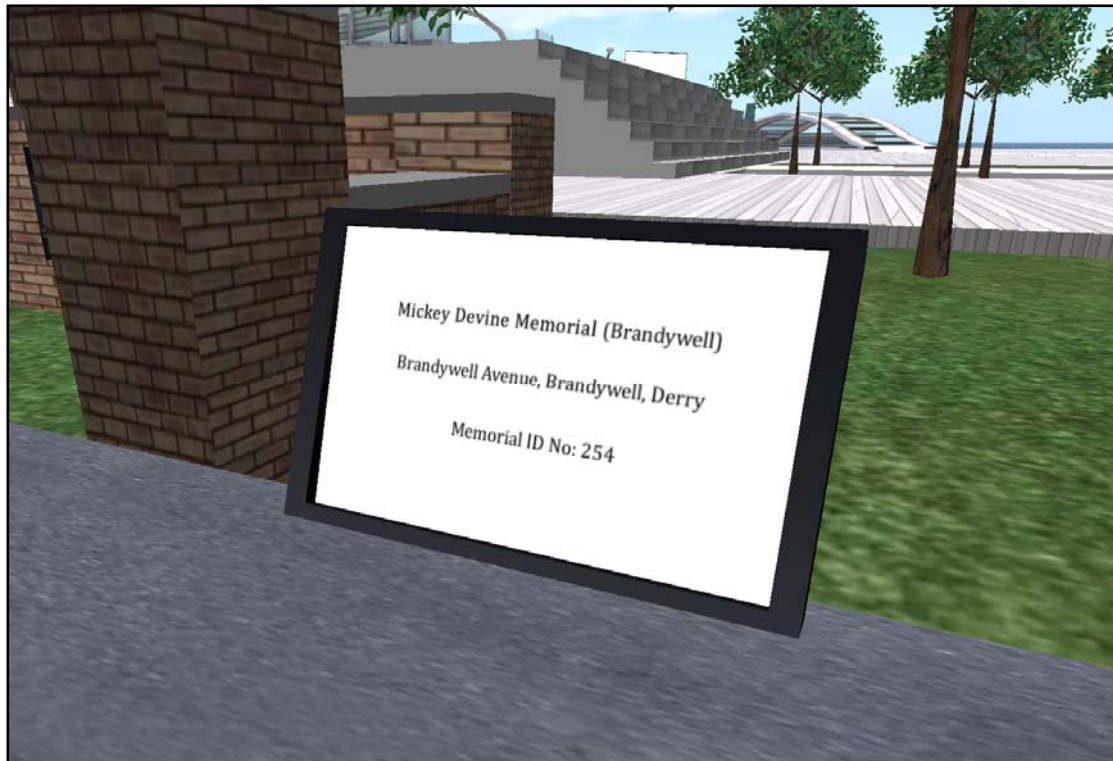 Mickey Devine Memorial (Brandywell)
Brandywell Avenue, Brandywell, Derry
Memorial ID No: 254